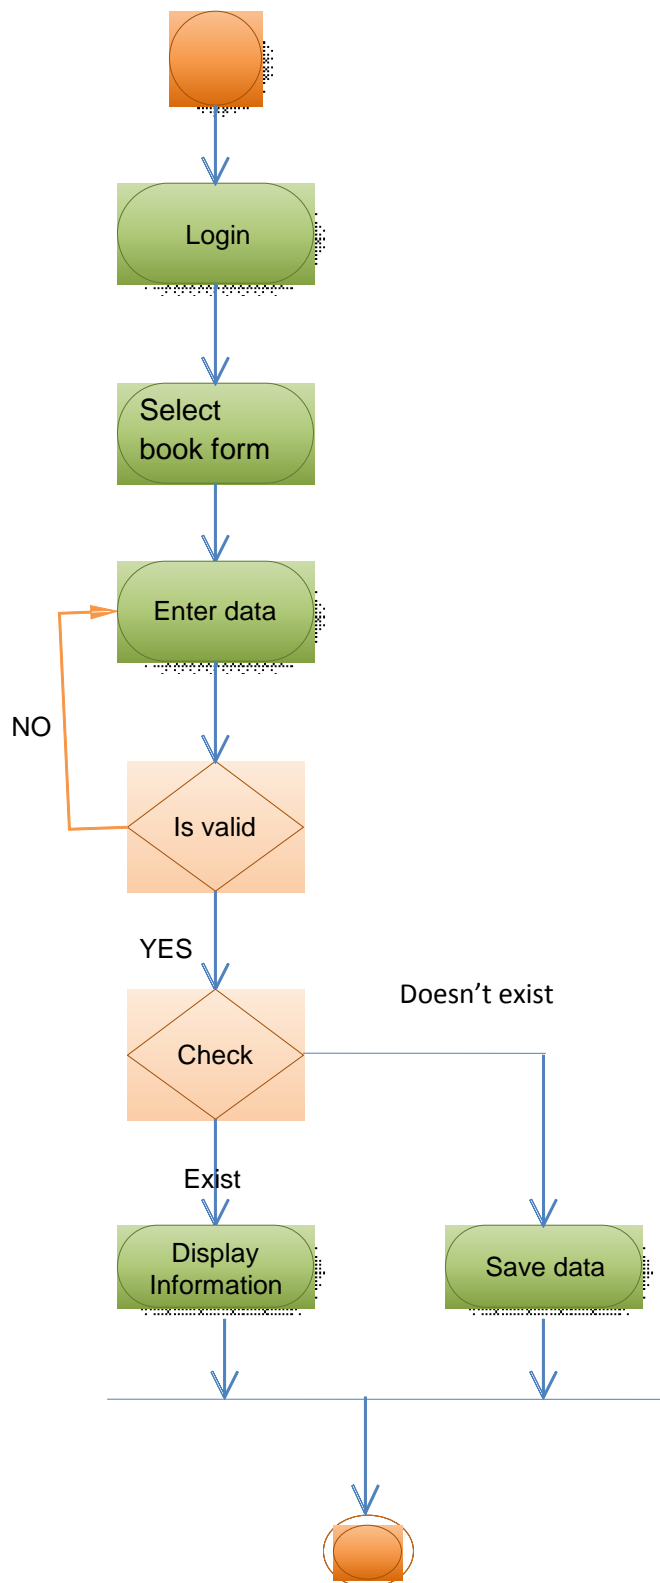 Login
Select
book form
Enter data
NO
Is valid
YES
Doesn’t exist
Check
Exist
Display
Information
Save data